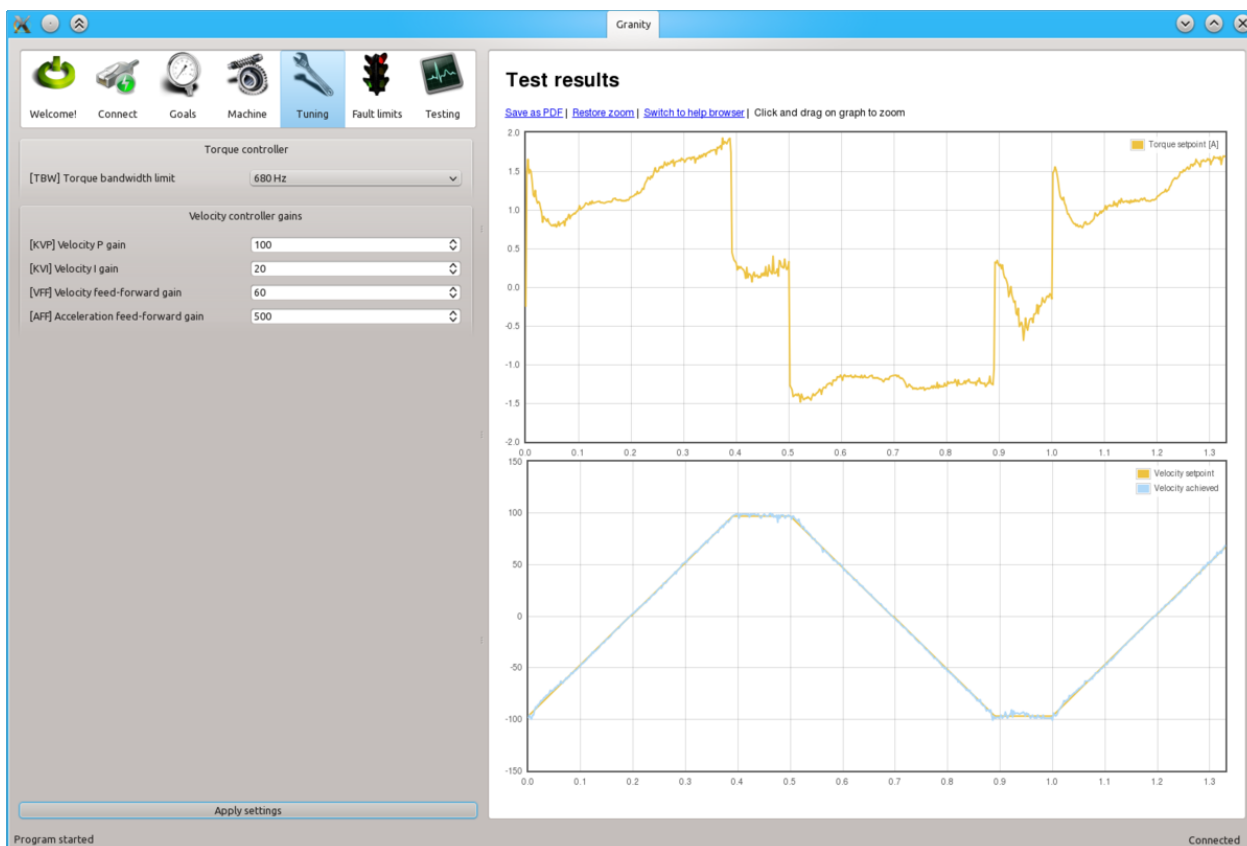 Granity
Welcome! Connect Goals Machine Tuning Fault limits Testing
Torque controller
[TBW] Torque bandwidth limit 680 Hz
Velocity controller gains
[KVP] Velocity P gain 100
[KVI] Velocity I gain 20
[VFF] Velocity feed-forward gain 60
[AFF] Acceleration feed-forward gain 500
Apply settings
Program started
Test results
Save as PDF | Restore zoom | Switch to help browser | Click and drag on graph to zoom
Torque setpoint [A]
2.0
1.5
1.0
0.5
0.0
-0.5
-1.0
-1.5
-2.0
0.0 0.1 0.2 0.3 0.4 0.5 0.6 0.7 0.8 0.9 1.0 1.1 1.2 1.3
Velocity setpoint
Velocity achieved
150
100
50
0
-50
-100
-150
0.0 0.1 0.2 0.3 0.4 0.5 0.6 0.7 0.8 0.9 1.0 1.1 1.2 1.3
Connected